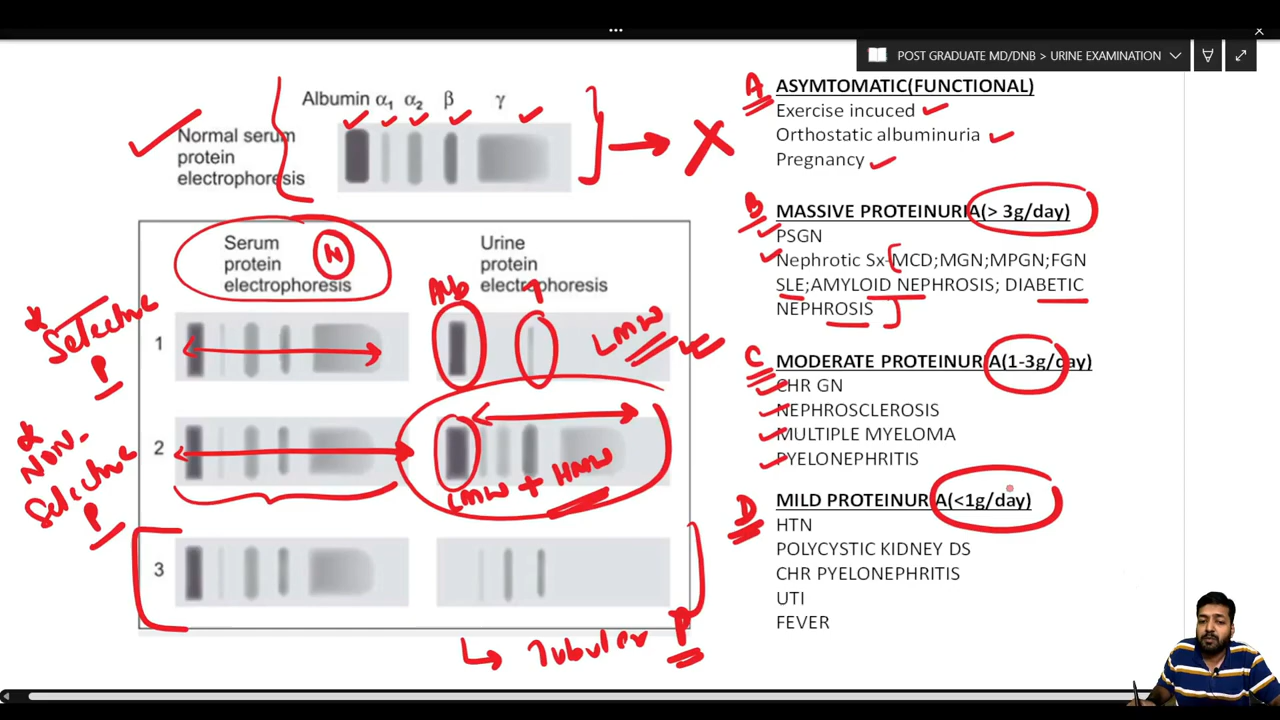 POST GRADUATE MD/DNB > URINE EXAMINATION
Albumin α1 α2 β γ
Normal serum
protein
electrophoresis
Serum
protein
electrophoresis
N
Urine
protein
electrophoresis
Alb
1
Selective
P
LMW
2
Non-
Selective
P
LMW + HMW
3
Tubular P
A
ASYMTOMATIC(FUNCTIONAL)
Exercise incuced
Orthostatic albuminuria
Pregnancy
B
MASSIVE PROTEINURIA(> 3g/day)
PSGN
Nephrotic Sx-MCD;MGN;MPGN;FGN
SLE;AMYLOID NEPHROSIS; DIABETIC
NEPHROSIS
C
MODERATE PROTEINURIA(1-3g/day)
CHR GN
NEPHROSCLEROSIS
MULTIPLE MYELOMA
PYELONEPHRITIS
D
MILD PROTEINURIA(<1g/day)
HTN
POLYCYSTIC KIDNEY DS
CHR PYELONEPHRITIS
UTI
FEVER